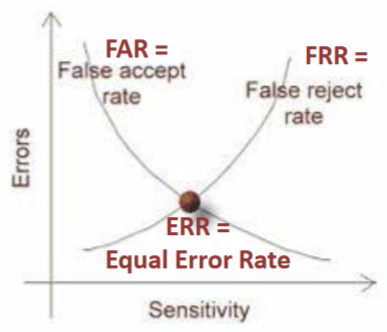 FAR =
False accept
rate
FRR =
False reject
rate
Errors
ERR =
Equal Error Rate
Sensitivity